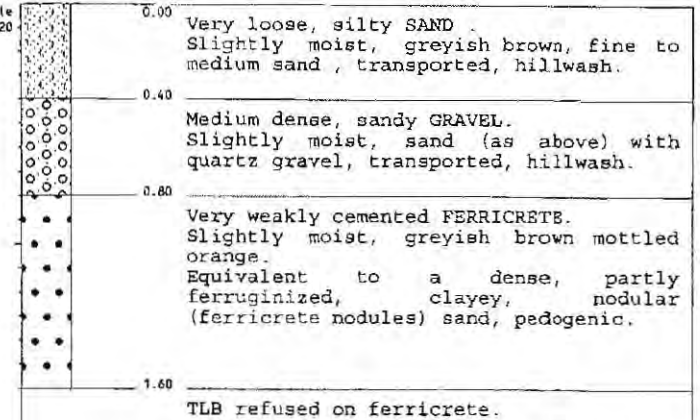 le
20
0.00
Very loose, silty SAND .
Slightly moist, greyish brown, fine to
medium sand , transported, hillwash.
0.40
Medium dense, sandy GRAVEL.
Slightly moist, sand (as above) with
quartz gravel, transported, hillwash.
0.80
Very weakly cemented FERRICRETE.
Slightly moist, greyish brown mottled
orange.
Equivalent to a dense, partly
ferruginized, clayey, nodular
(ferricrete nodules) sand, pedogenic.
1.60
TLB refused on ferricrete.